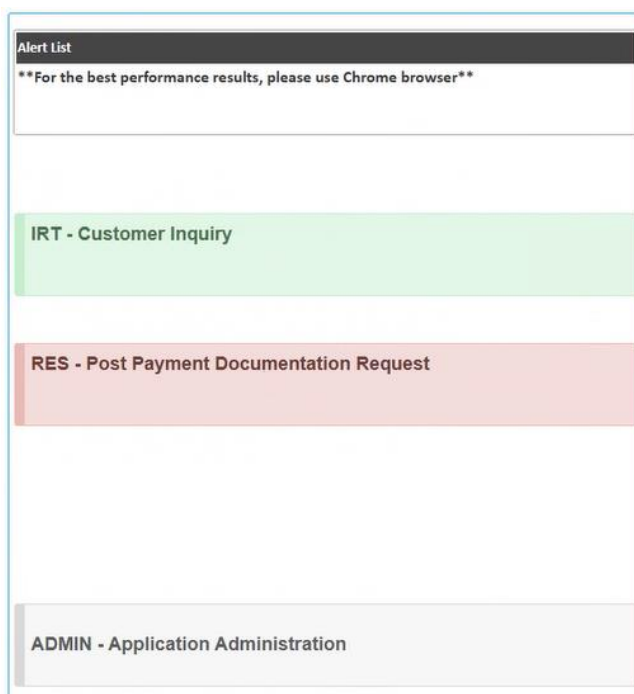 Alert List
**For the best performance results, please use Chrome browser**
IRT - Customer Inquiry
RES - Post Payment Documentation Request
ADMIN - Application Administration